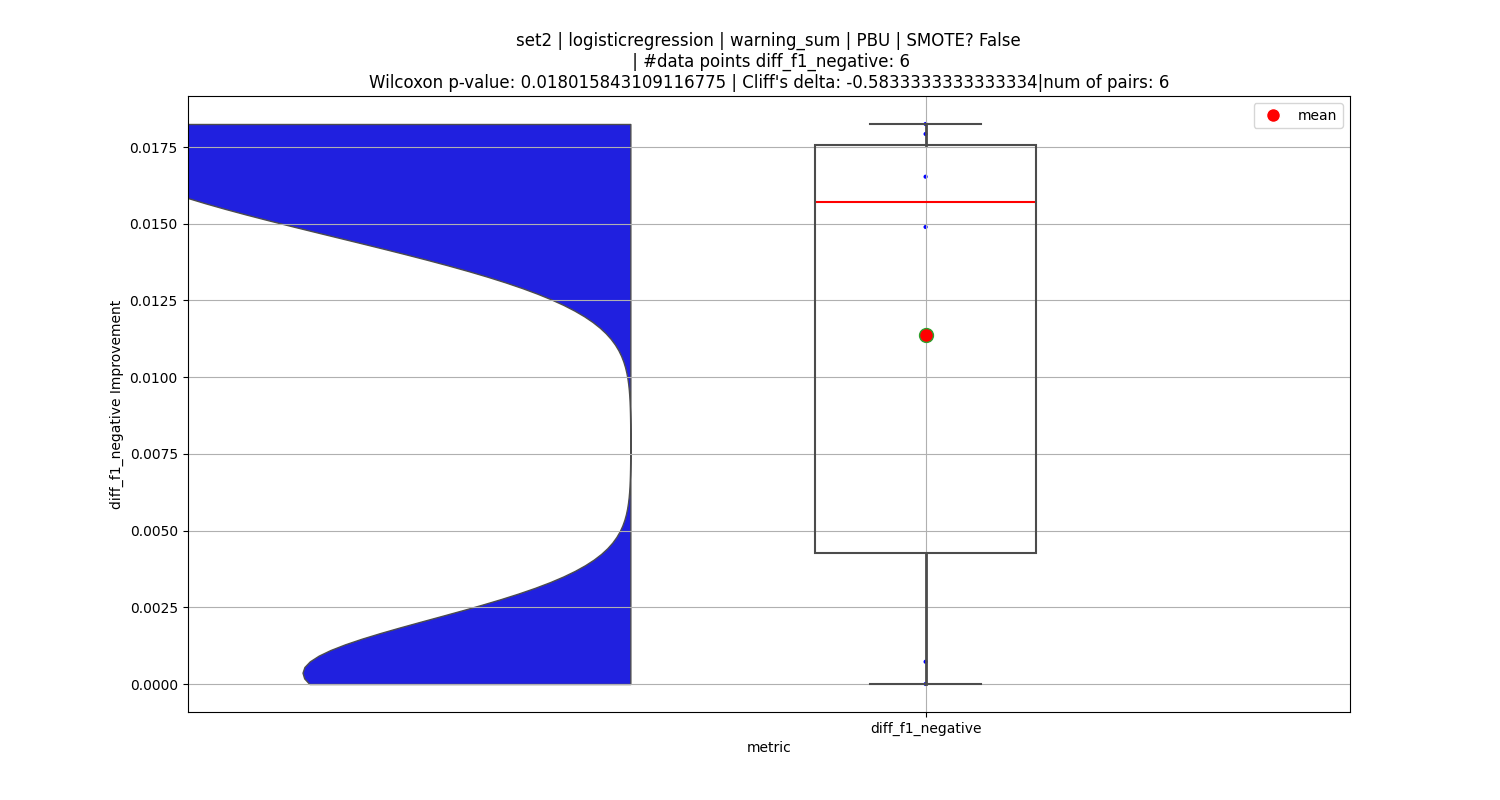 set2 | logisticregression | warning_sum | PBU | SMOTE? False
| #data points diff_f1_negative: 6
Wilcoxon p-value: 0.018015843109116775 | Cliff's delta: -0.5833333333333334|num of pairs: 6
mean
0.0175
0.0150
0.0125
0.0100
0.0075
0.0050
0.0025
0.0000
diff_f1_negative Improvement
diff_f1_negative
metric